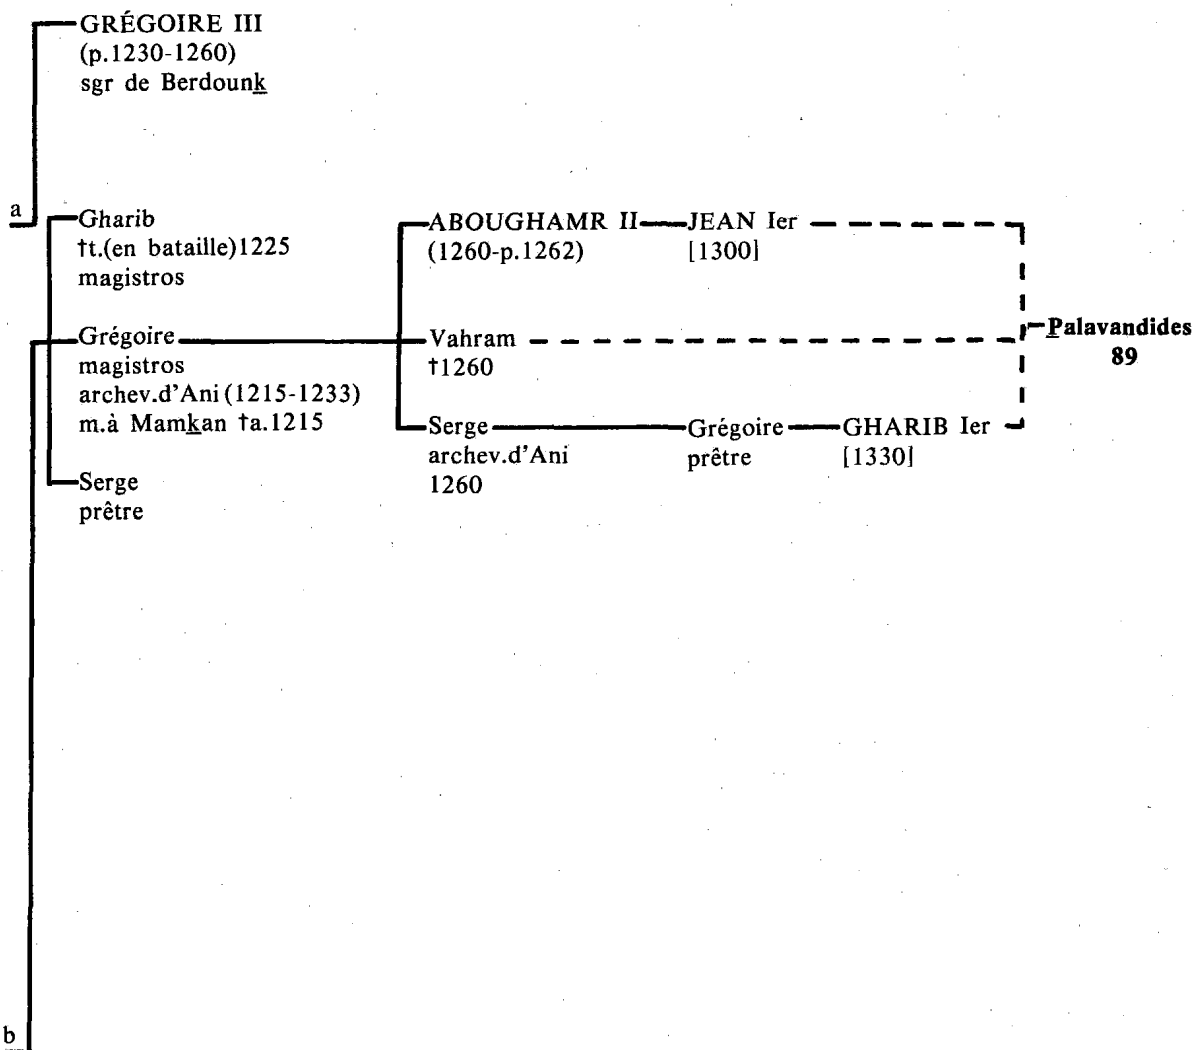 GRÉGOIRE III
(p.1230-1260)
sgr de Berdounk
a
Gharib
†t.(en bataille)1225
magistros
Grégoire
magistros
archev.d'Ani (1215-1233)
m.à Mamkan †a.1215
Serge
prêtre
ABOUGHAMR II
(1260-p.1262)
Vahram
†1260
Serge
archev.d'Ani
1260
JEAN Ier
[1300]
Grégoire
prêtre
GHARIB Ier
[1330]
Palavandides
89
b